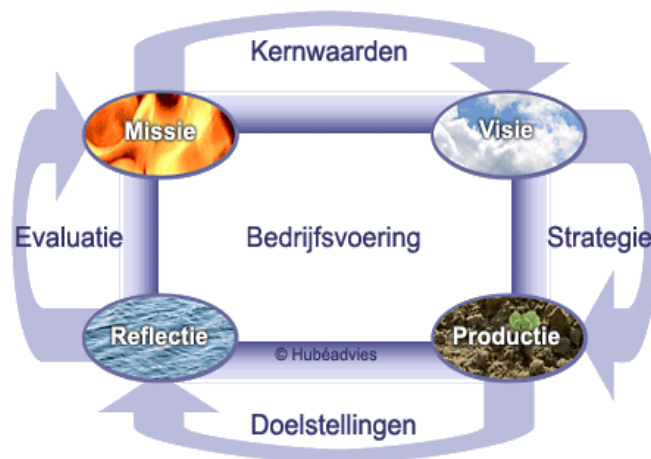 Kernwaarden
Missie
Visie
Evaluatie
Bedrijfsvoering
Strategie
Reflectie
Productie
© Hubéadvies
Doelstellingen